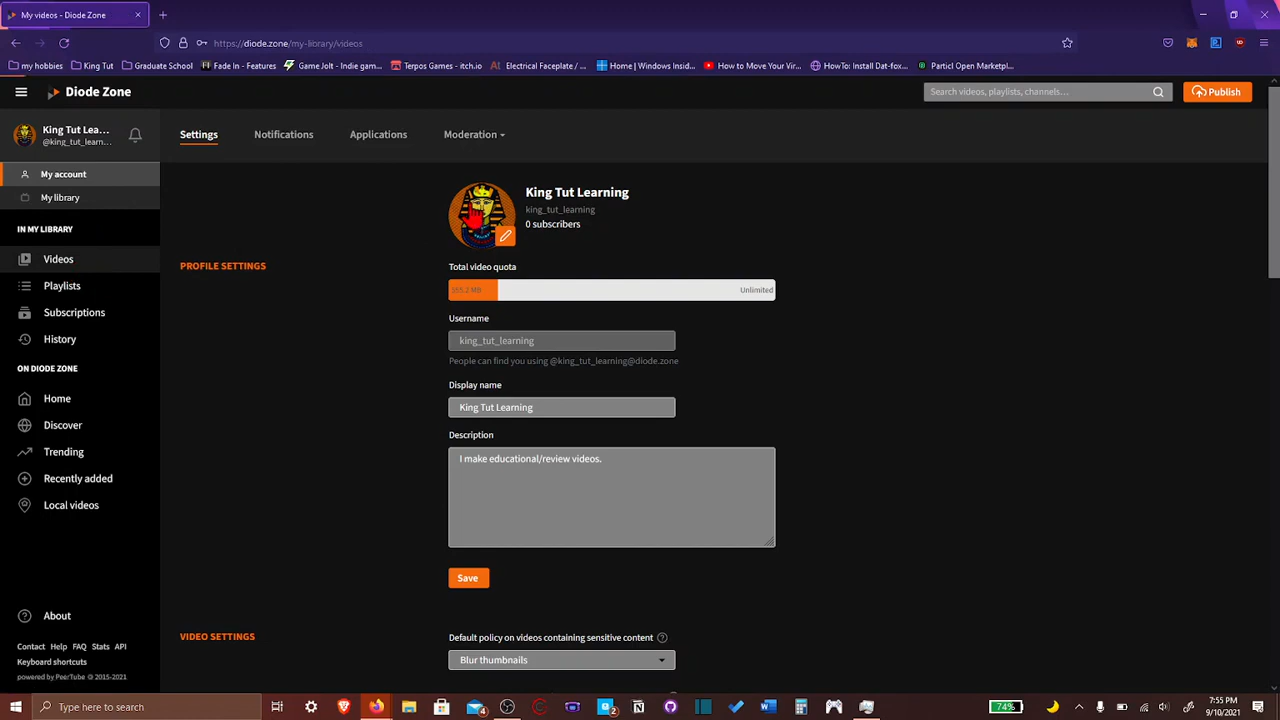 My videos - Diode Zone
https://diode.zone/my-library/videos
my hobbies
King Tut
Graduate School
Fade In - Features
Game Jolt - Indie gam...
Terpos Games - itch.io
Electrical Faceplate / ...
Home | Windows Insid...
How to Move Your Vir...
HowTo: Install Dat-fox...
Particl Open Marketpl...
Diode Zone
Search videos, playlists, channels...
Publish
King Tut Lea...
@king_tut_learn...
Settings
Notifications
Applications
Moderation
My account
My library
IN MY LIBRARY
Videos
Playlists
Subscriptions
History
ON DIODE ZONE
Home
Discover
Trending
Recently added
Local videos
About
Contact Help FAQ Stats API
Keyboard shortcuts
powered by PeerTube © 2015-2021
King Tut Learning
king_tut_learning
0 subscribers
PROFILE SETTINGS
Total video quota
Unlimited
Username
king_tut_learning
People can find you using @king_tut_learning@diode.zone
Display name
King Tut Learning
Description
I make educational/review videos.
Save
VIDEO SETTINGS
Default policy on videos containing sensitive content
Blur thumbnails
Type here to search
4
2
74%
7:55 PM
9/10/2021